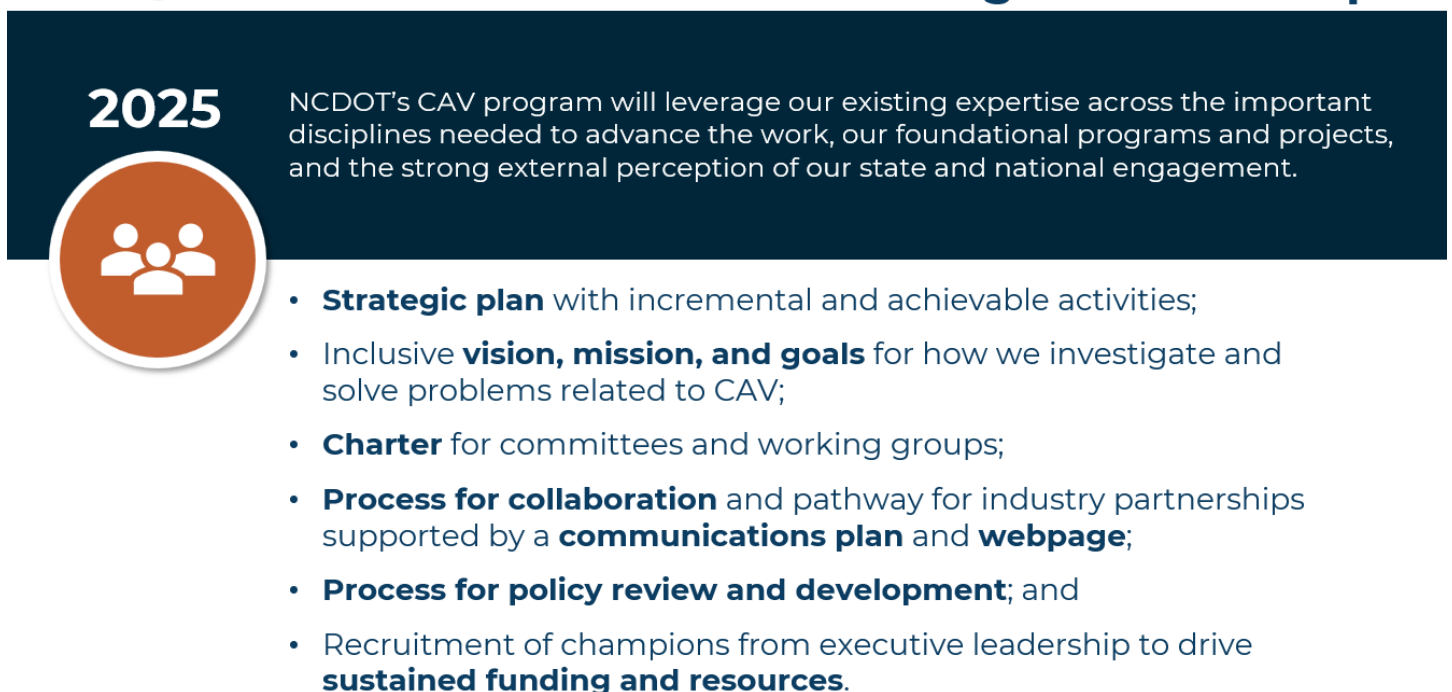 2025
NCDOT’s CAV program will leverage our existing expertise across the important
disciplines needed to advance the work, our foundational programs and projects,
and the strong external perception of our state and national engagement.
• Strategic plan with incremental and achievable activities;
• Inclusive vision, mission, and goals for how we investigate and
solve problems related to CAV;
• Charter for committees and working groups;
• Process for collaboration and pathway for industry partnerships
supported by a communications plan and webpage;
• Process for policy review and development; and
• Recruitment of champions from executive leadership to drive
sustained funding and resources.